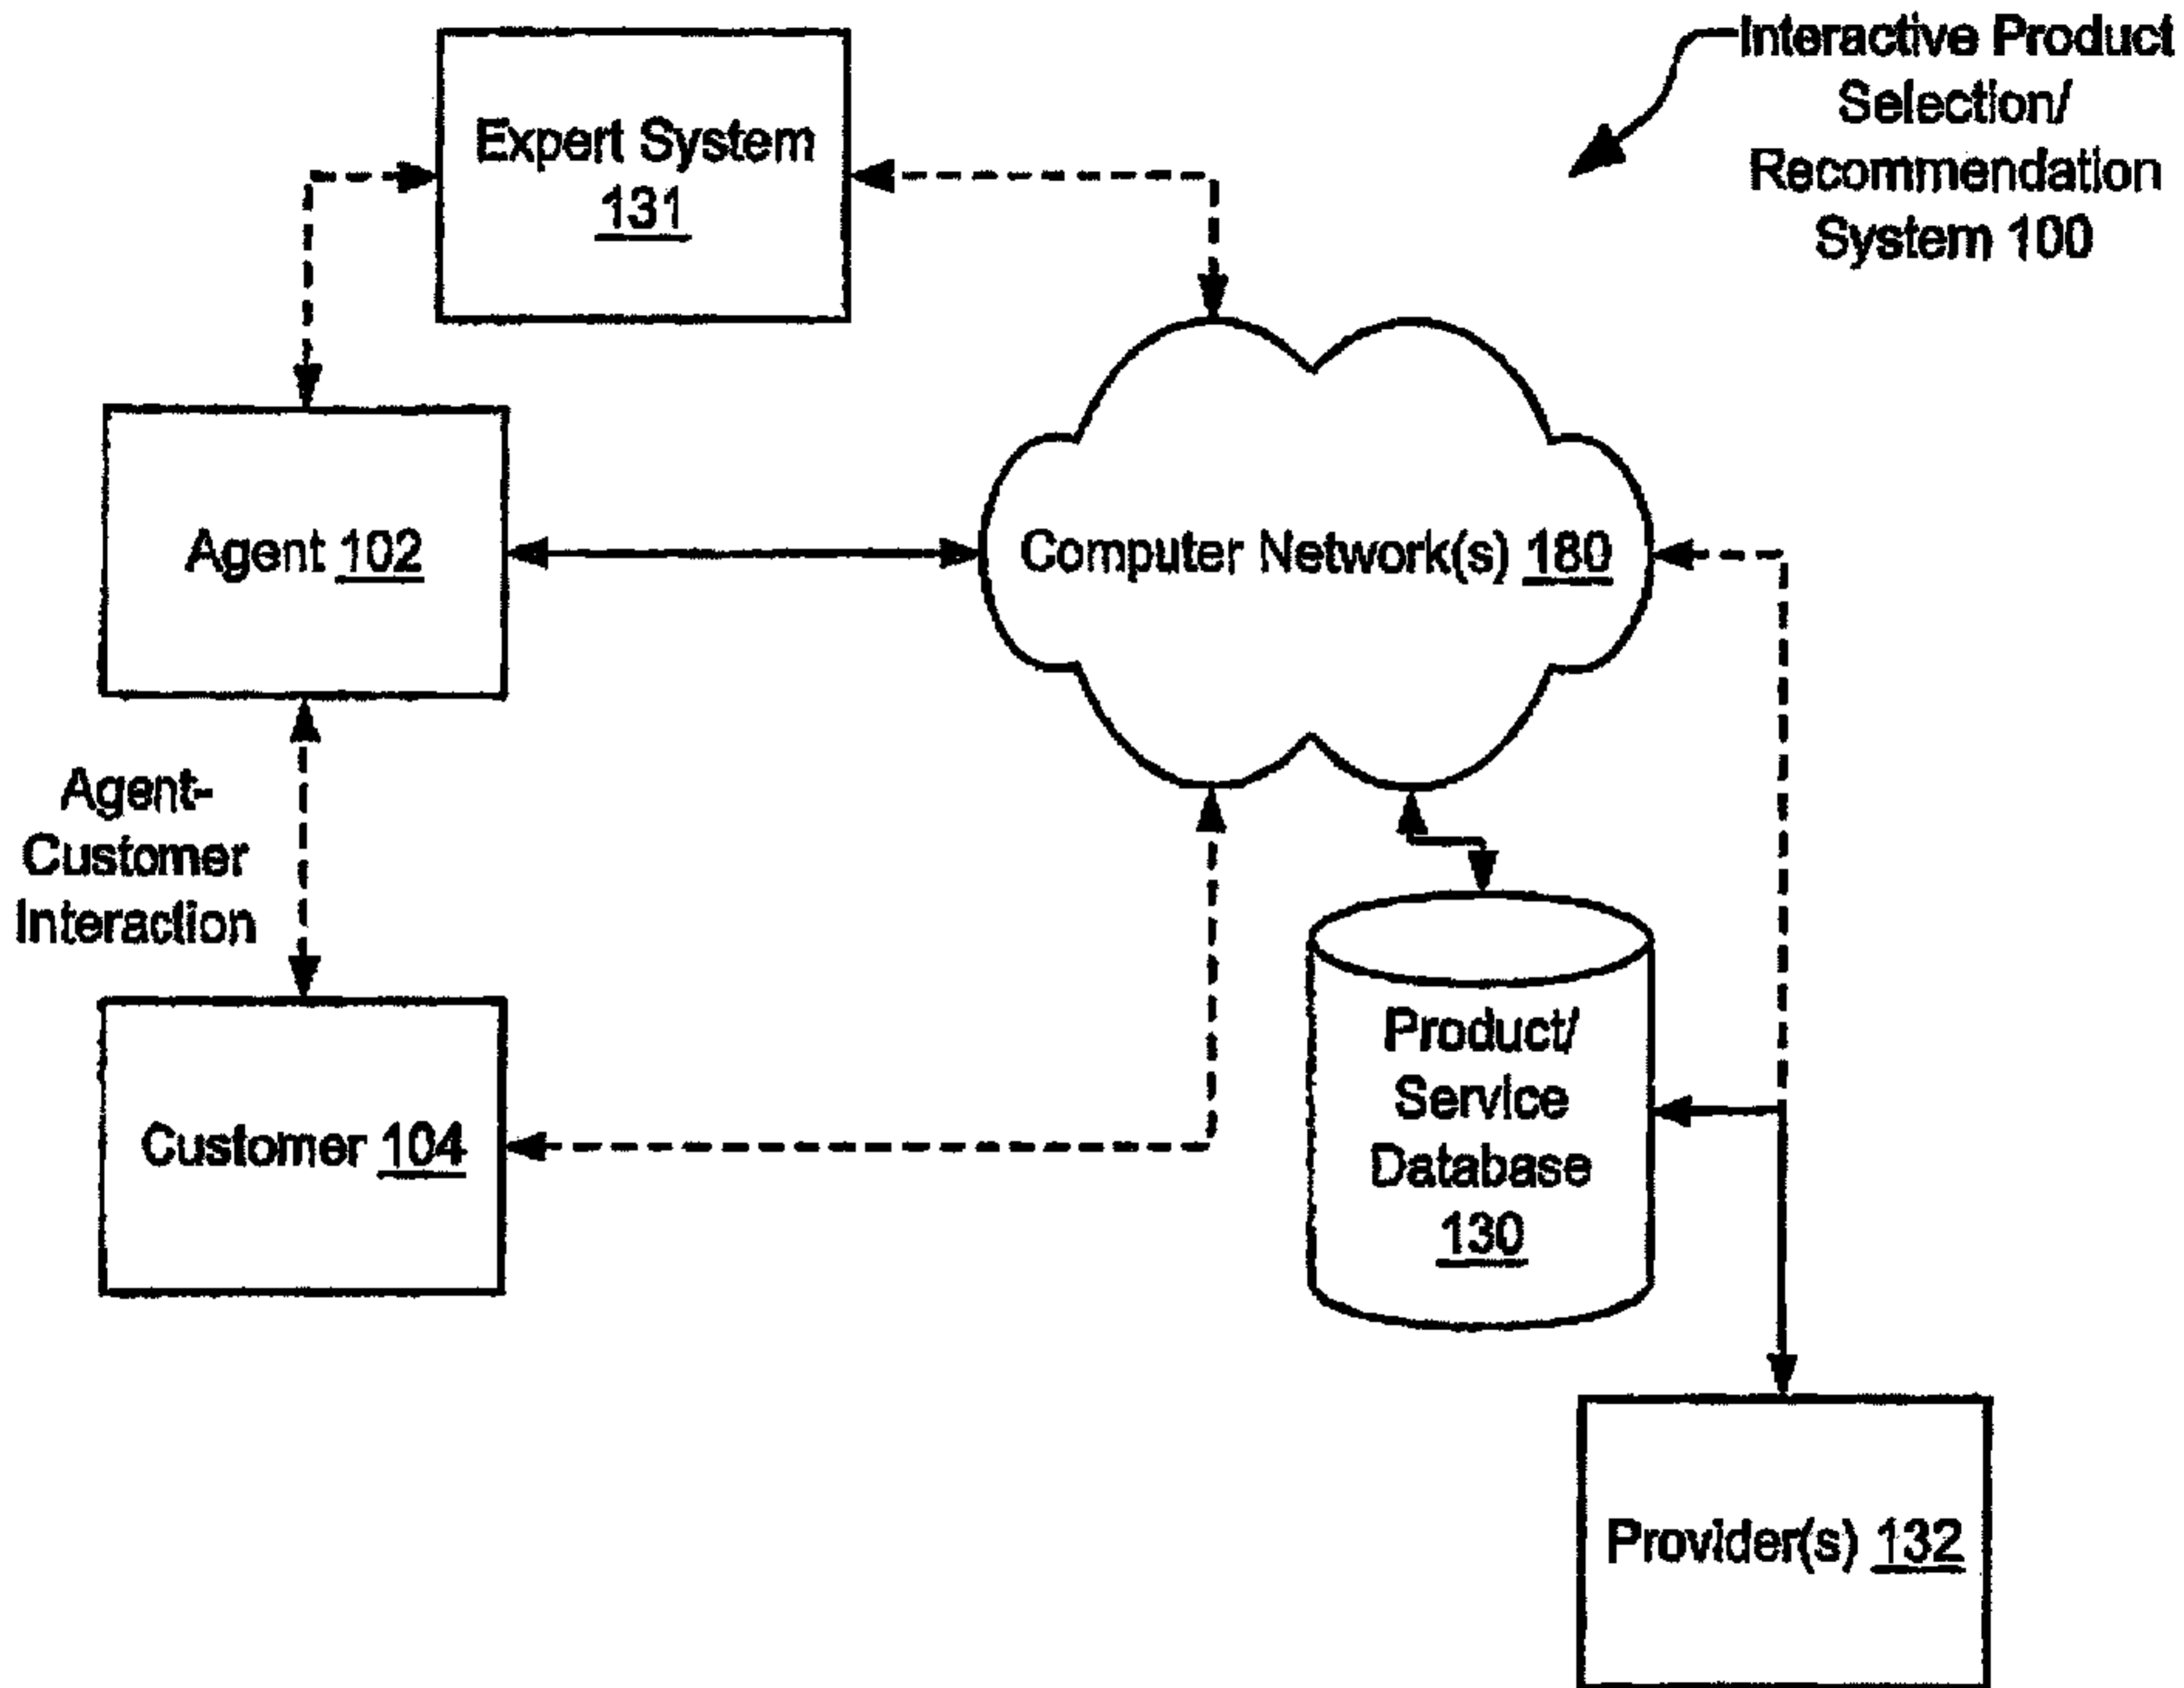 Interactive Product
Selection/
Recommendation
System 100
Expert System
131
Agent 102
Computer Network(s) 180
Agent-
Customer
Interaction
Customer 104
Product/
Service
Database
130
Provider(s) 132